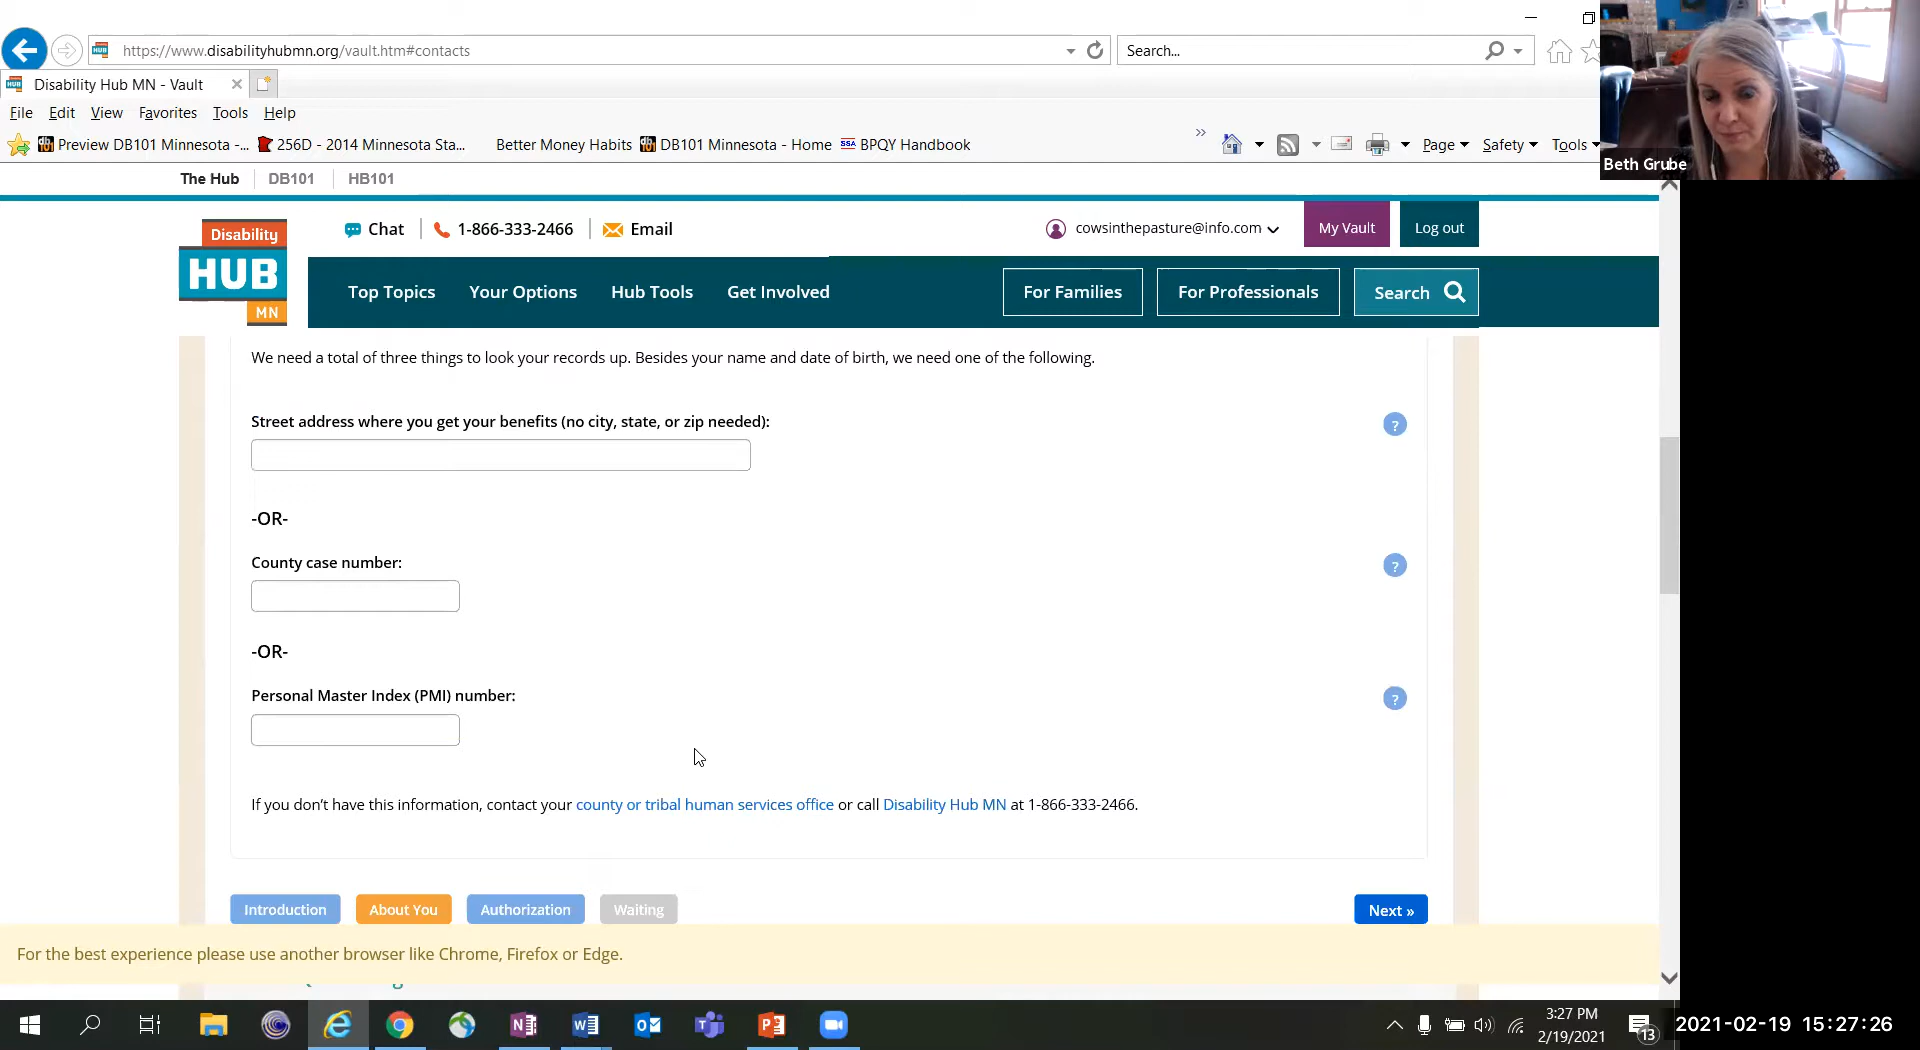 https://www.disabilityhubmn.org/vault.htm#contacts
Search...
Disability Hub MN - Vault
File Edit View Favorites Tools Help
Preview DB101 Minnesota -... 256D - 2014 Minnesota Sta... Better Money Habits DB101 Minnesota - Home BPQY Handbook
Page Safety Tools
Beth Grube
The Hub DB101 HB101
Disability HUB MN
Chat 1-866-333-2466 Email
cowsinthepasture@info.com My Vault Log out
Top Topics Your Options Hub Tools Get Involved For Families For Professionals Search
We need a total of three things to look your records up. Besides your name and date of birth, we need one of the following.
Street address where you get your benefits (no city, state, or zip needed):
?
-OR-
County case number:
?
-OR-
Personal Master Index (PMI) number:
?
If you don't have this information, contact your county or tribal human services office or call Disability Hub MN at 1-866-333-2466.
Introduction About You Authorization Waiting Next »
For the best experience please use another browser like Chrome, Firefox or Edge.
3:27 PM
2/19/2021
13
2021-02-19 15:27:26